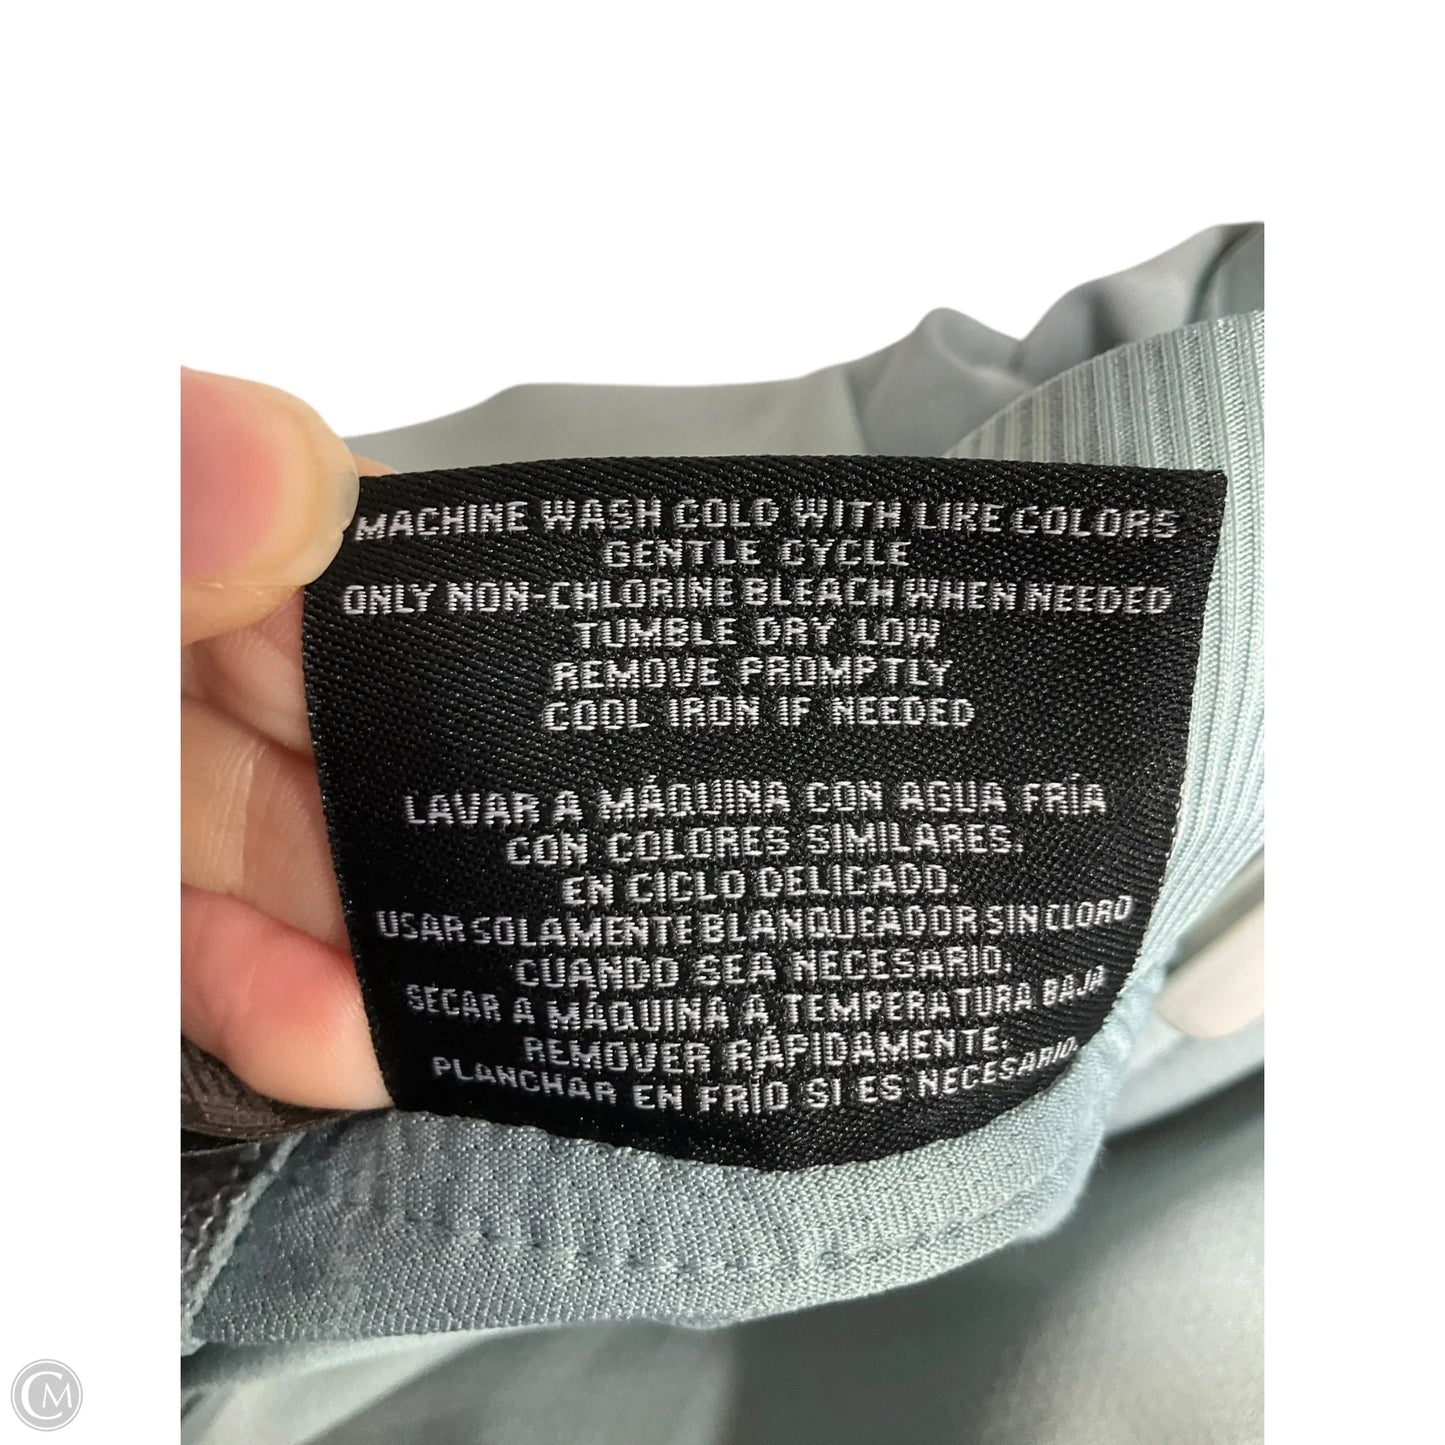 MACHINE WASH COLD WITH LIKE COLORS
GENTLE CYCLE
ONLY NON-CHLORINE BLEACH WHEN NEEDED
TUMBLE DRY LOW
REMOVE PROMPTLY
COOL IRON IF NEEDED
LAVAR A MÁQUINA CON AGUA FRÍA
CON COLORES SIMILARES.
EN CICLO DELICADO.
USAR SOLAMENTE BLANQUEADOR SIN CLORO
CUANDO SEA NECESARIO.
SECAR A MÁQUINA A TEMPERATURA BAJA
REMOVER RÁPIDAMENTE.
PLANCHAR EN FRÍO SI ES NECESARIO.
CM